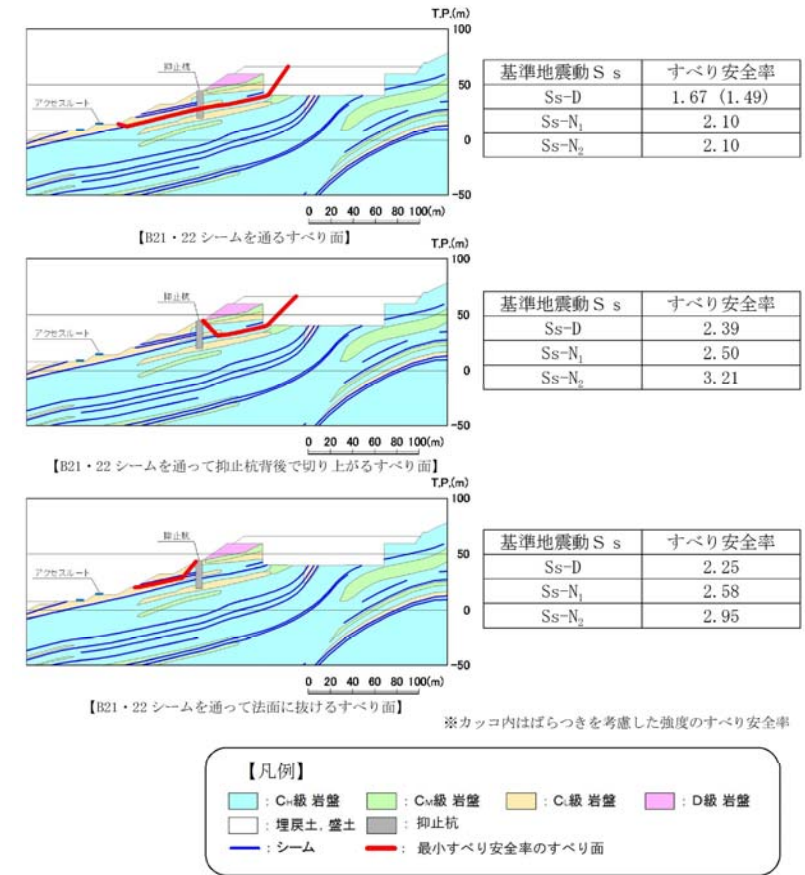 T.P.(m)
100
50
0
-50
抑止杭
アクセスルート
0 20 40 60 80 100(m)
【B21・22 シームを通るすべり面】
基準地震動Ｓｓ すべり安全率
Ss-D 1.67 (1.49)
Ss-N₁ 2.10
Ss-N₂ 2.10
T.P.(m)
100
50
0
-50
抑止杭
アクセスルート
0 20 40 60 80 100(m)
【B21・22 シームを通って抑止杭背後で切り上がるすべり面】
基準地震動Ｓｓ すべり安全率
Ss-D 2.39
Ss-N₁ 2.50
Ss-N₂ 3.21
T.P.(m)
100
50
0
-50
抑止杭
アクセスルート
0 20 40 60 80 100(m)
【B21・22 シームを通って法面に抜けるすべり面】
基準地震動Ｓｓ すべり安全率
Ss-D 2.25
Ss-N₁ 2.58
Ss-N₂ 2.95
※カッコ内はばらつきを考慮した強度のすべり安全率
【凡例】
：CH級 岩盤 ：CM級 岩盤 ：CL級 岩盤 ：D級 岩盤
：埋戻土，盛土 ：抑止杭
：シーム ：最小すべり安全率のすべり面